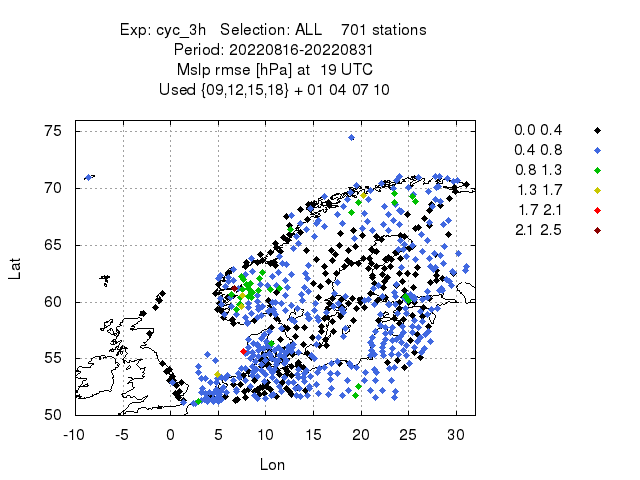 Exp: cyc_3h   Selection: ALL    701 stations
Period: 20220816-20220831
Mslp rmse [hPa] at  19 UTC
Used {09,12,15,18} + 01 04 07 10
75
70
65
60
55
50
-10 -5 0 5 10 15 20 25 30
Lat
Lon
0.0 0.4
0.4 0.8
0.8 1.3
1.3 1.7
1.7 2.1
2.1 2.5